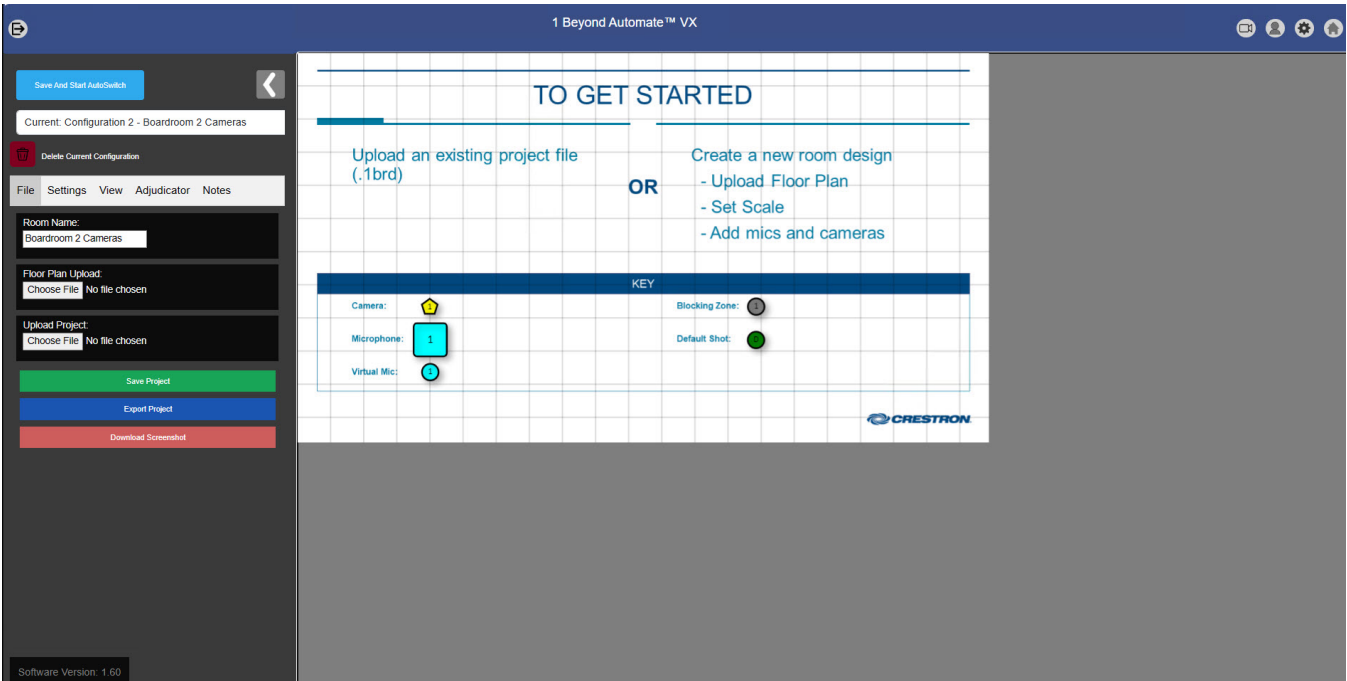 1 Beyond Automate™ VX
Save And Start AutoSwitch
Current: Configuration 2 - Boardroom 2 Cameras
Delete Current Configuration
File Settings View Adjudicator Notes
Room Name:
Boardroom 2 Cameras
Floor Plan Upload:
Choose File No file chosen
Upload Project:
Choose File No file chosen
Save Project
Export Project
Download Screenshot
Software Version: 1.60
TO GET STARTED
Upload an existing project file
(.1brd)
OR
Create a new room design
- Upload Floor Plan
- Set Scale
- Add mics and cameras
KEY
Camera: 1
Microphone: 1
Virtual Mic: 1
Blocking Zone: 1
Default Shot:
CRESTRON